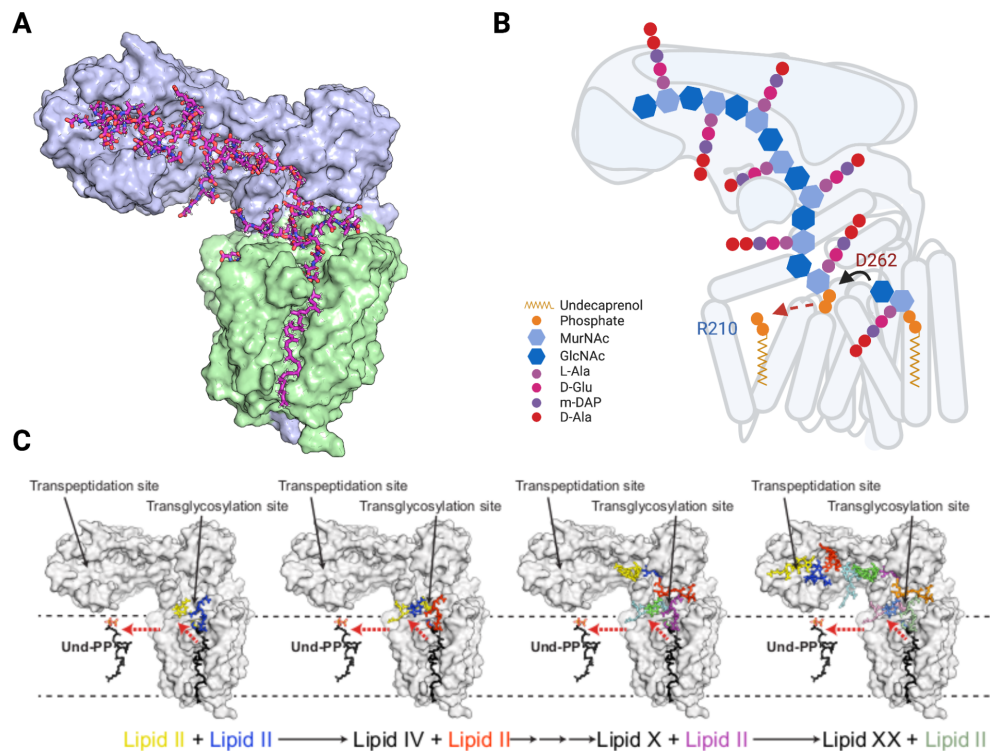 A
B
D262
R210
Undecaprenol
Phosphate
MurNAc
GlcNAc
L-Ala
D-Glu
m-DAP
D-Ala
C
Transpeptidation site
Transglycosylation site
Und-PP
Transpeptidation site
Transglycosylation site
Und-PP
Transpeptidation site
Transglycosylation site
Und-PP
Transpeptidation site
Transglycosylation site
Und-PP
Lipid II + Lipid II → Lipid IV + Lipid II →→→ Lipid X + Lipid II → Lipid XX + Lipid II